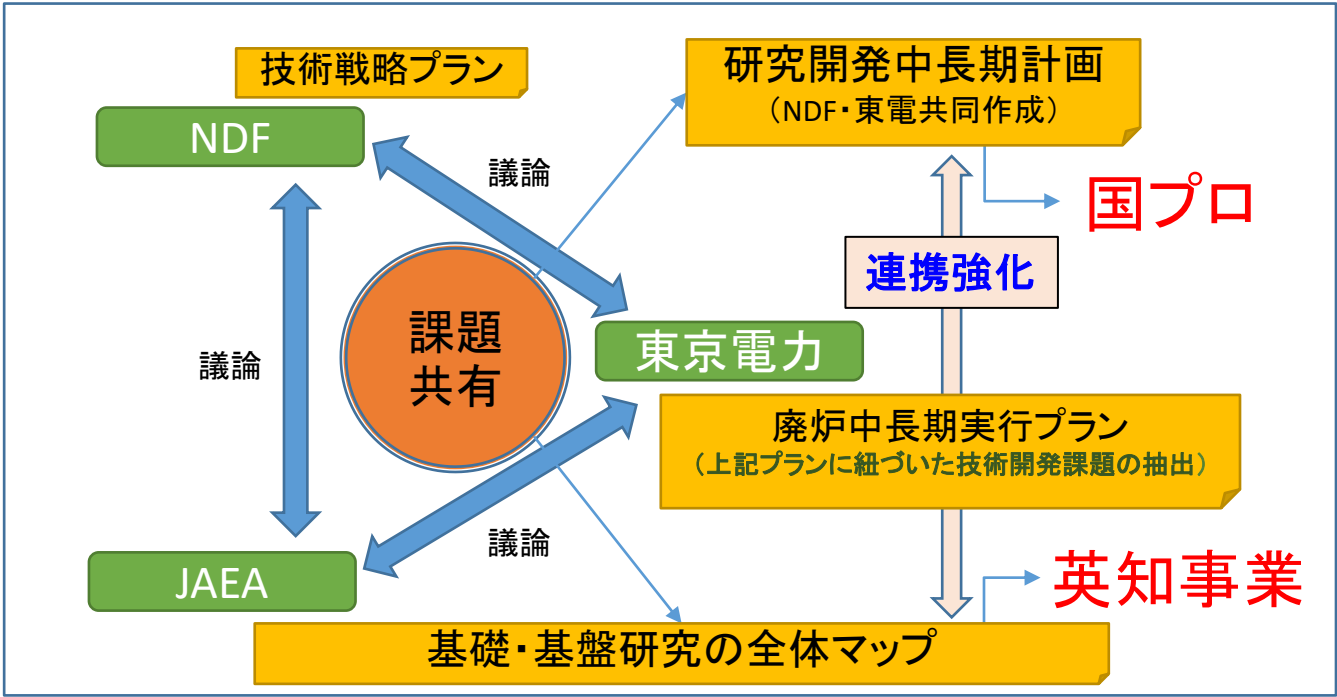 技術戦略プラン
研究開発中長期計画
（NDF・東電共同作成）
NDF
議論
国プロ
連携強化
課題
共有
東京電力
議論
廃炉中長期実行プラン
（上記プランに紐づいた技術開発課題の抽出）
議論
JAEA
英知事業
基礎・基盤研究の全体マップ